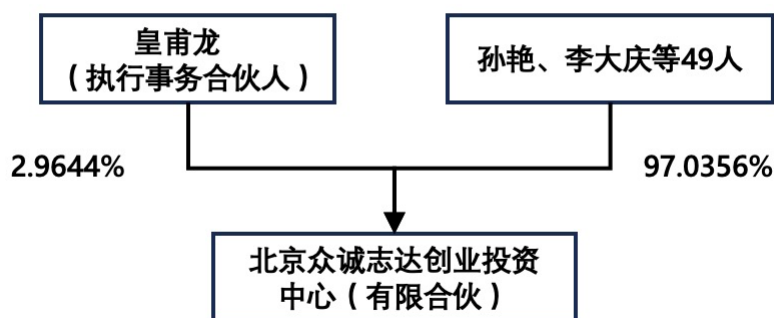 皇甫龙
（执行事务合伙人）
孙艳、李大庆等49人
2.9644%
97.0356%
北京众诚志达创业投资
中心（有限合伙）